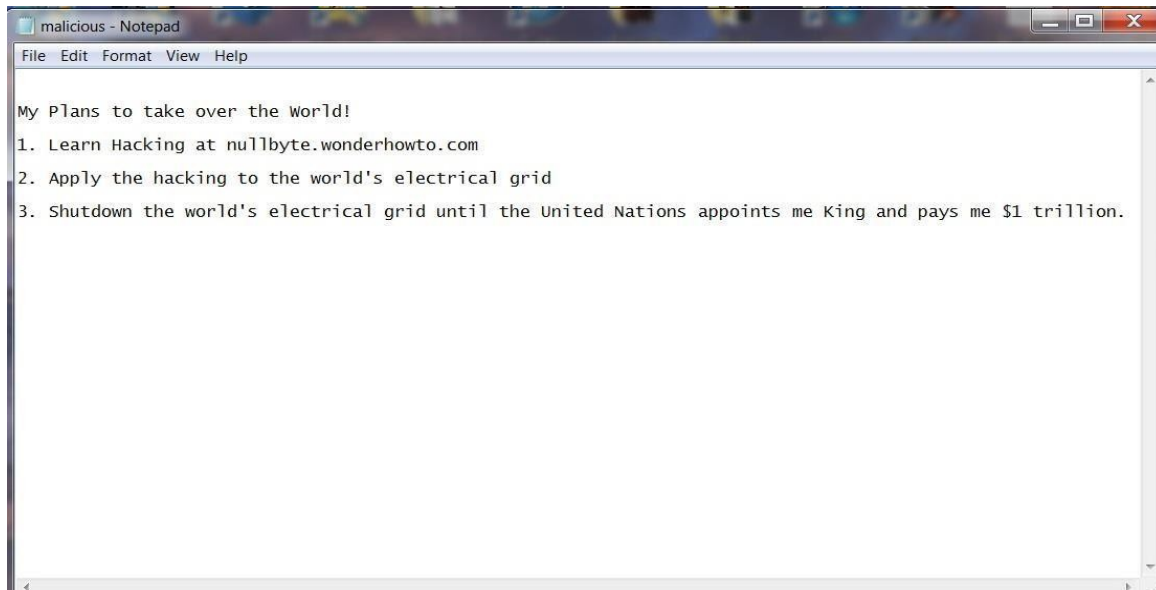 malicious - Notepad
File Edit Format View Help
My Plans to take over the World!
1. Learn Hacking at nullbyte.wonderhowto.com
2. Apply the hacking to the world's electrical grid
3. Shutdown the world's electrical grid until the United Nations appoints me King and pays me $1 trillion.